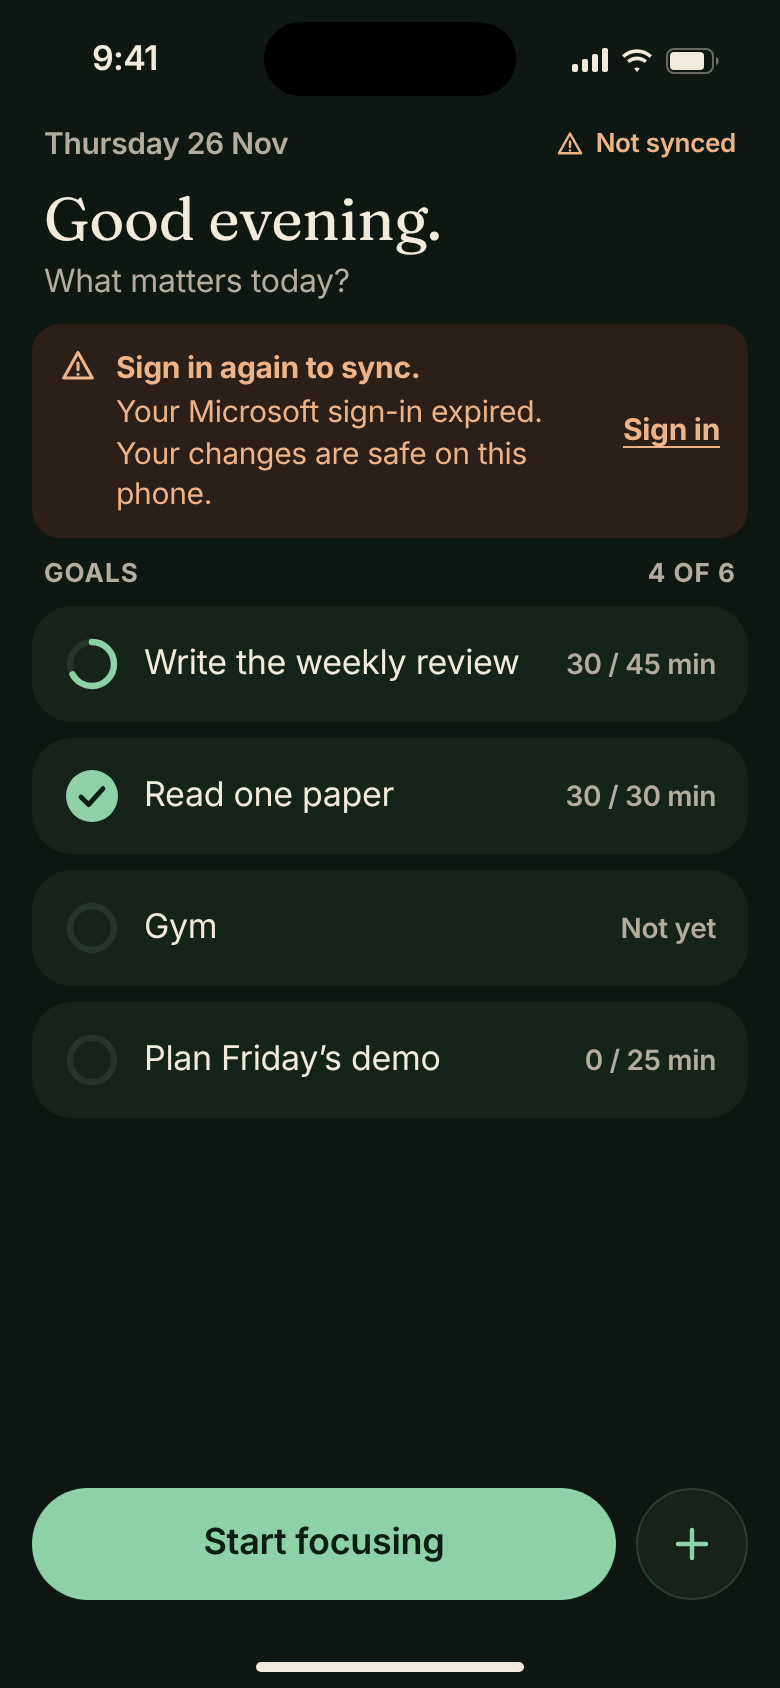 9:41
Thursday 26 Nov
Not synced
Good evening.
What matters today?
Sign in again to sync.
Your Microsoft sign-in expired.
Your changes are safe on this
phone.
Sign in
GOALS
4 OF 6
Write the weekly review
30 / 45 min
Read one paper
30 / 30 min
Gym
Not yet
Plan Friday’s demo
0 / 25 min
Start focusing